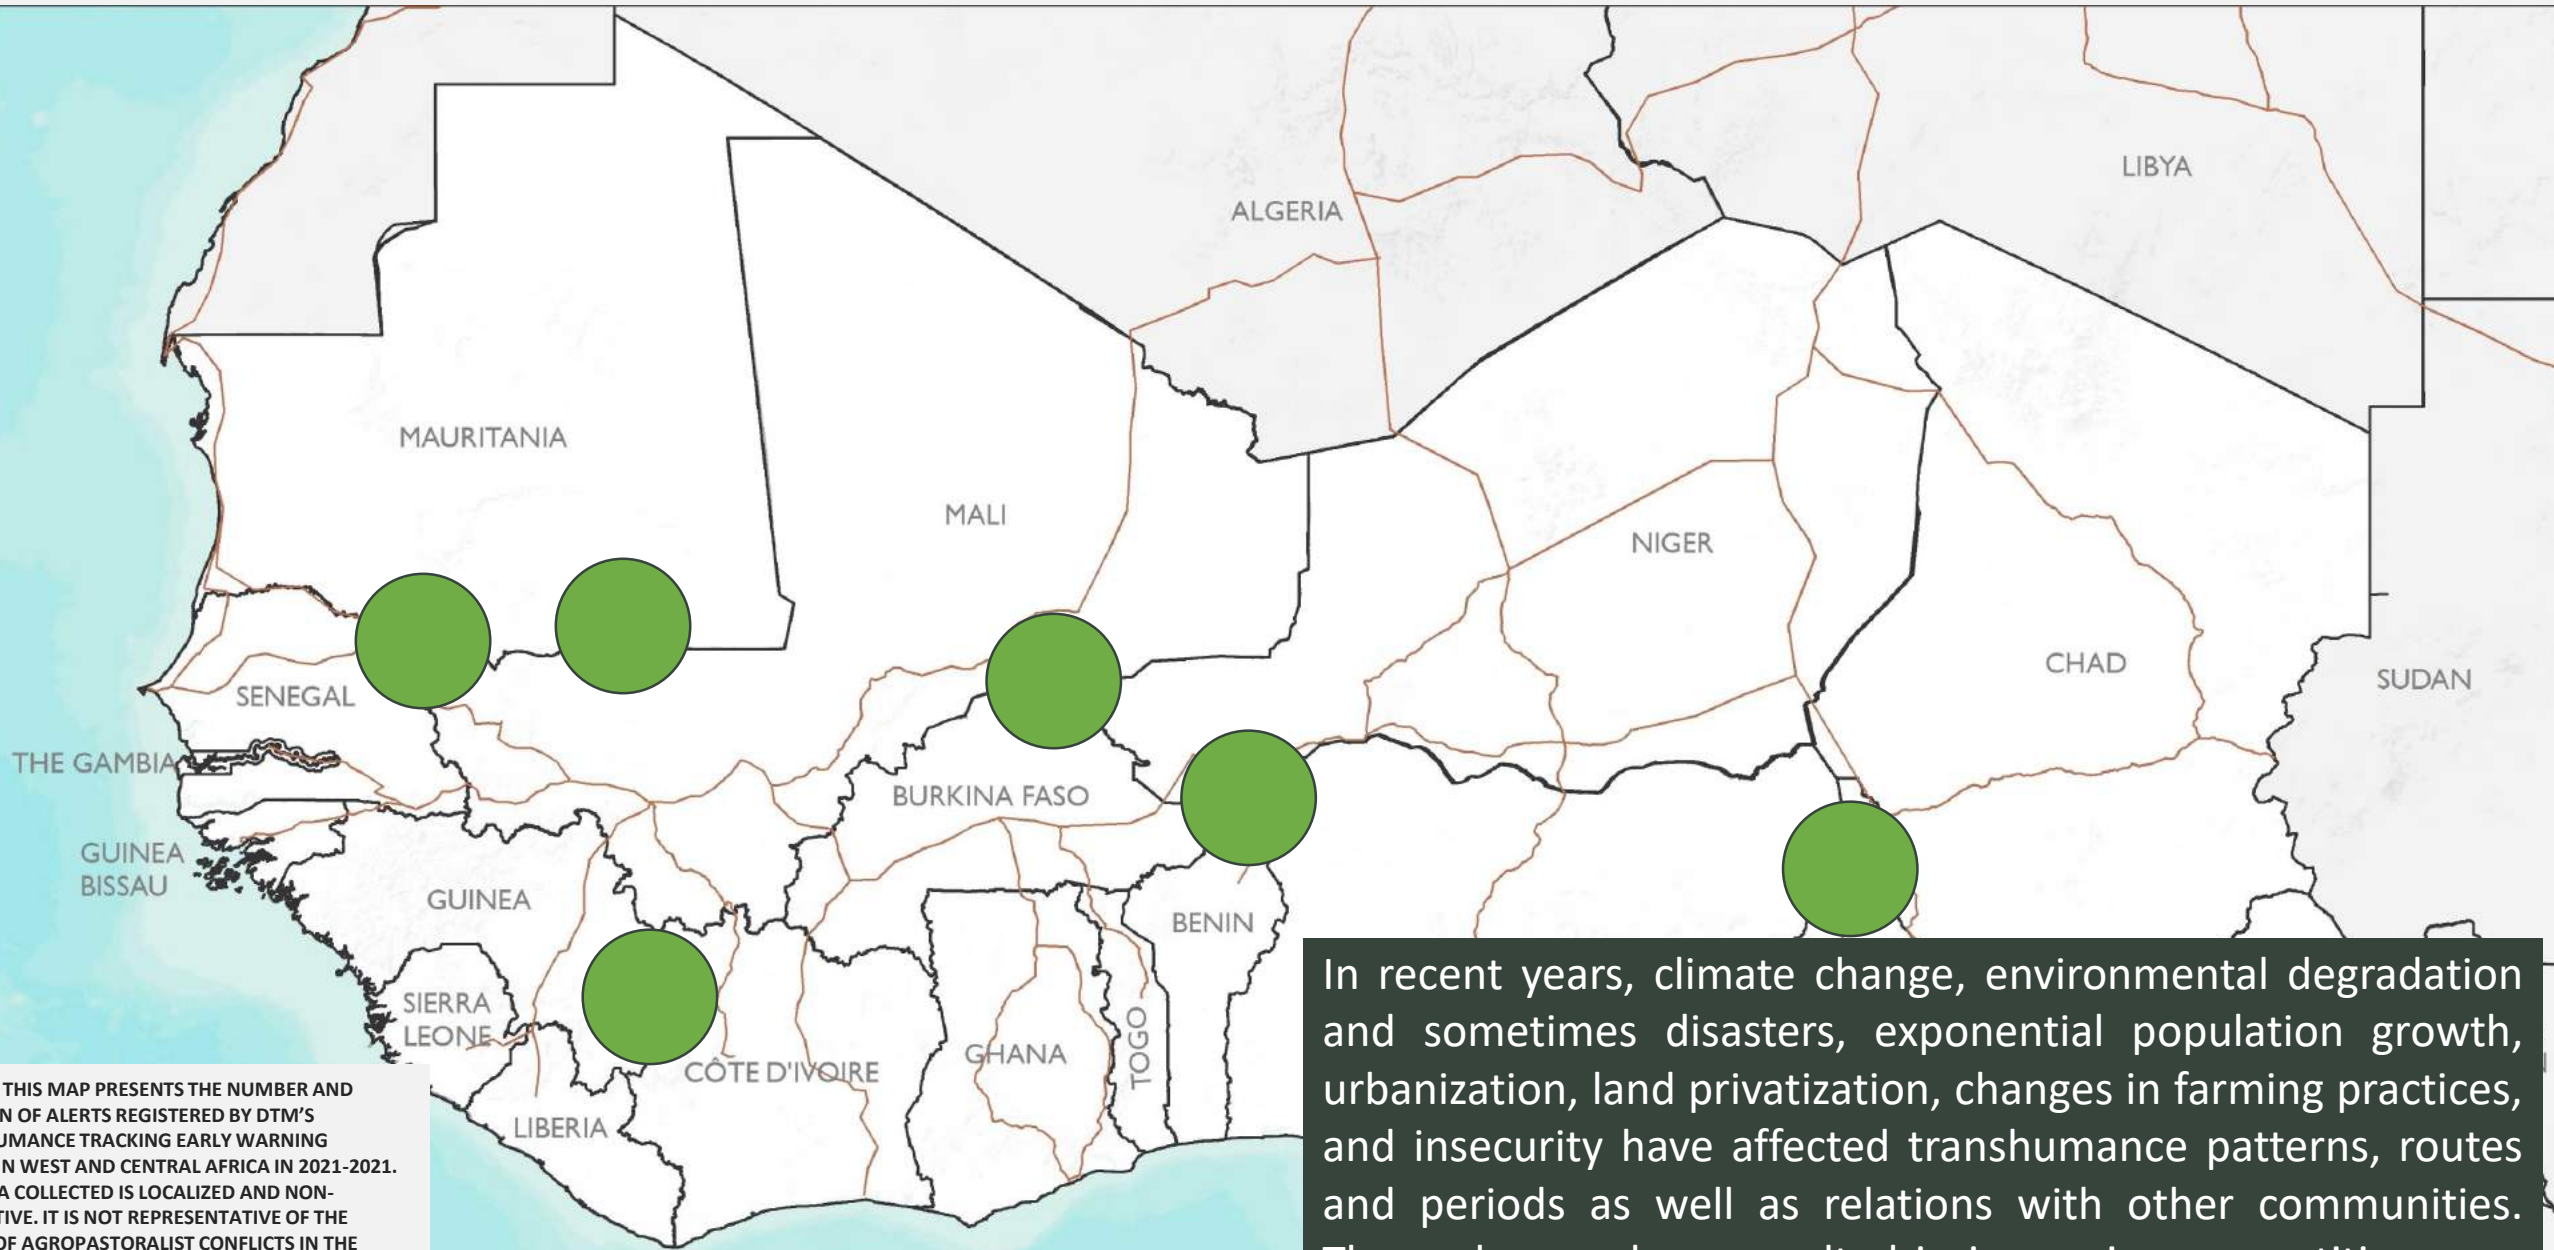 LIBYA
ALGERIA
MAURITANIA
MALI
NIGER
CHAD
SUDAN
SENEGAL
THE GAMBIA
BURKINA FASO
GUINEA
BISSAU
GUINEA
BENIN
SIERRA
LEONE
TOGO
GHANA
CÔTE D'IVOIRE
LIBERIA
THIS MAP PRESENTS THE NUMBER AND
OF ALERTS REGISTERED BY DTM'S
TRACKING EARLY WARNING
WEST AND CENTRAL AFRICA IN 2021-2021.
COLLECTED IS LOCALIZED AND NON-
IT IS NOT REPRESENTATIVE OF THE
OF AGROPASTORALIST CONFLICTS IN THE
In recent years, climate change, environmental degradation
and sometimes disasters, exponential population growth,
urbanization, land privatization, changes in farming practices,
and insecurity have affected transhumance patterns, routes
and periods as well as relations with other communities.